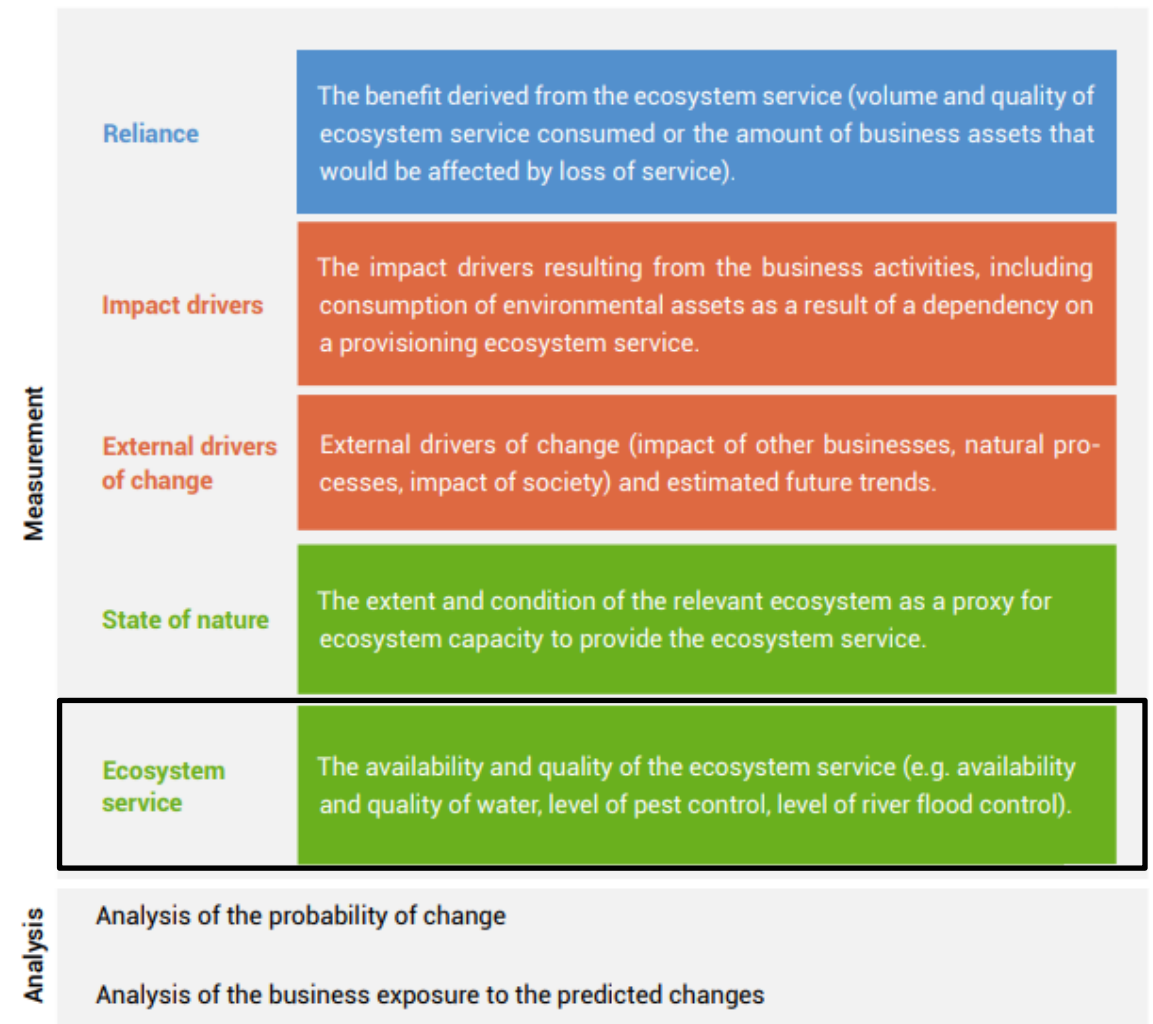 Measurement
Reliance
The benefit derived from the ecosystem service (volume and quality of
ecosystem service consumed or the amount of business assets that
would be affected by loss of service).
Impact drivers
The impact drivers resulting from the business activities, including
consumption of environmental assets as a result of a dependency on
a provisioning ecosystem service.
External drivers
of change
External drivers of change (impact of other businesses, natural pro-
cesses, impact of society) and estimated future trends.
State of nature
The extent and condition of the relevant ecosystem as a proxy for
ecosystem capacity to provide the ecosystem service.
Ecosystem
service
The availability and quality of the ecosystem service (e.g. availability
and quality of water, level of pest control, level of river flood control).
Analysis
Analysis of the probability of change
Analysis of the business exposure to the predicted changes